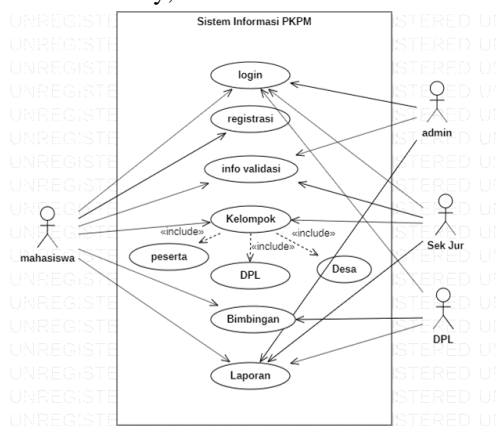 Sistem Informasi PKPM
login
registrasi
admin
info validasi
Kelompok
«include»
«include»
«include»
mahasiswa
Sek Jur
peserta
DPL
Desa
Bimbingan
DPL
Laporan